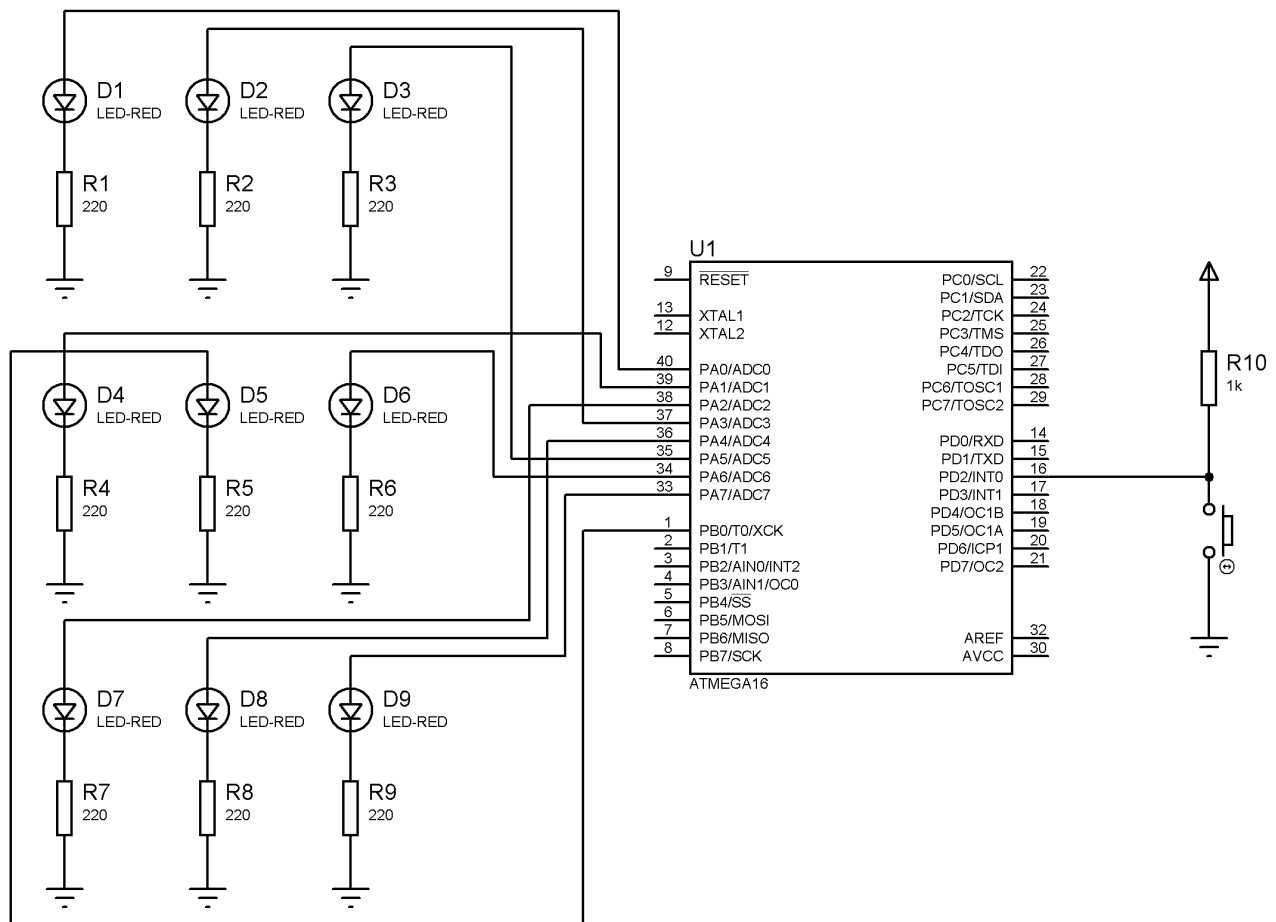 D1
LED-RED
D2
LED-RED
D3
LED-RED
R1
220
R2
220
R3
220
D4
LED-RED
D5
LED-RED
D6
LED-RED
R4
220
R5
220
R6
220
D7
LED-RED
D8
LED-RED
D9
LED-RED
R7
220
R8
220
R9
220
U1
9 RESET
13 XTAL1
12 XTAL2
40 PA0/ADC0
39 PA1/ADC1
38 PA2/ADC2
37 PA3/ADC3
36 PA4/ADC4
35 PA5/ADC5
34 PA6/ADC6
33 PA7/ADC7
1 PB0/T0/XCK
2 PB1/T1
3 PB2/AIN0/INT2
4 PB3/AIN1/OC0
5 PB4/SS
6 PB5/MOSI
7 PB6/MISO
8 PB7/SCK
PC0/SCL 22
PC1/SDA 23
PC2/TCK 24
PC3/TMS 25
PC4/TDO 26
PC5/TDI 27
PC6/TOSC1 28
PC7/TOSC2 29
PD0/RXD 14
PD1/TXD 15
PD2/INT0 16
PD3/INT1 17
PD4/OC1B 18
PD5/OC1A 19
PD6/ICP1 20
PD7/OC2 21
AREF 32
AVCC 30
ATMEGA16
R10
1k